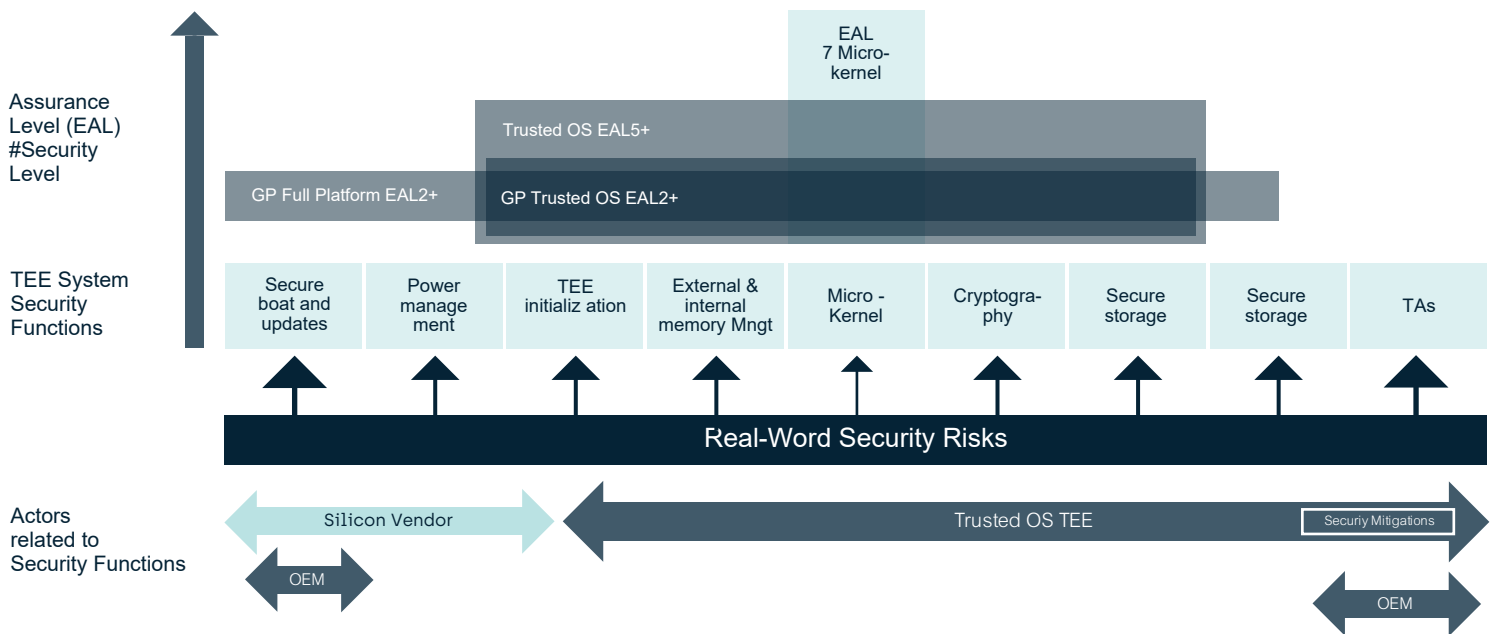 EAL
7 Micro-
kernel
Assurance
Level (EAL)
#Security
Level
Trusted OS EAL5+
GP Full Platform EAL2+
GP Trusted OS EAL2+
TEE System
Security
Functions
Secure
boat and
updates
Power
manage
ment
TEE
initializ ation
External &
internal
memory Mngt
Micro -
Kernel
Cryptogra-
phy
Secure
storage
Secure
storage
TAs
Real-Word Security Risks
Actors
related to
Security Functions
Silicon Vendor
Trusted OS TEE
Securiy Mitigations
OEM
OEM